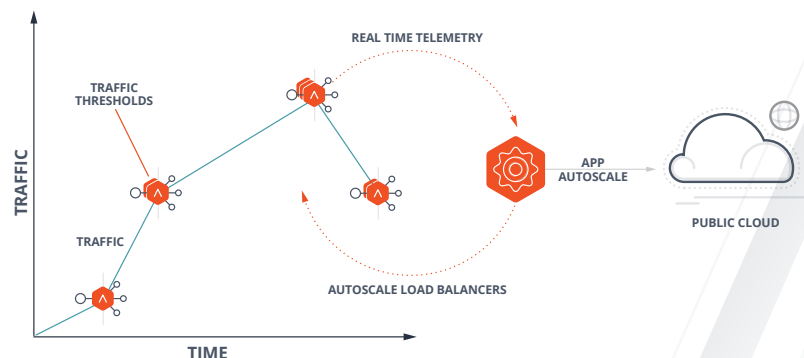 REAL TIME TELEMETRY
TRAFFIC
THRESHOLDS
TRAFFIC
APP
AUTOSCALE
TRAFFIC
PUBLIC CLOUD
AUTOSCALE LOAD BALANCERS
TIME